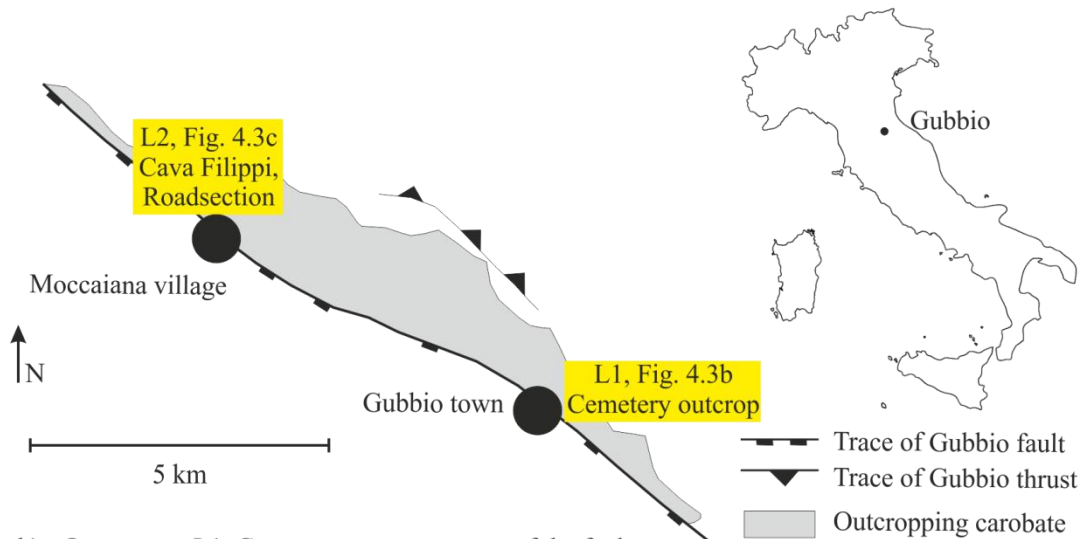 L2, Fig. 4.3c
Cava Filippi,
Roadsection
Moccaiana village
N
5 km
Gubbio town
L1, Fig. 4.3b
Cemetery outcrop
Gubbio
Trace of Gubbio fault
Trace of Gubbio thrust
Outcropping carobate